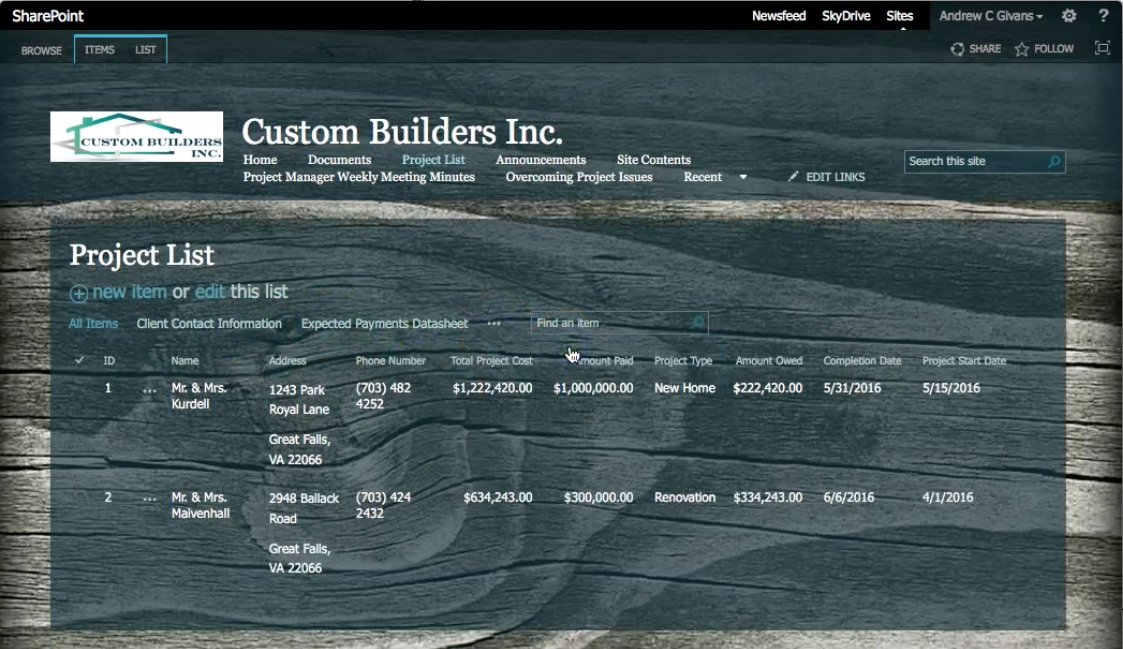 SharePoint
Newsfeed SkyDrive Sites Andrew C Givans ?
BROWSE ITEMS LIST
SHARE FOLLOW
CUSTOM BUILDERS
INC.
Custom Builders Inc.
Home Documents Project List Announcements Site Contents
Project Manager Weekly Meeting Minutes Overcoming Project Issues Recent EDIT LINKS
Search this site
Project List
new item or edit this list
All Items Client Contact Information Expected Payments Datasheet ... Find an item
ID Name Address Phone Number Total Project Cost Amount Paid Project Type Amount Owed Completion Date Project Start Date
1 ... Mr. & Mrs. Kurdell 1243 Park Royal Lane Great Falls, VA 22066 (703) 482 4252 $1,222,420.00 $1,000,000.00 New Home $222,420.00 5/31/2016 5/15/2016
2 ... Mr. & Mrs. Maivenhall 2948 Ballack Road Great Falls, VA 22066 (703) 424 2432 $634,243.00 $300,000.00 Renovation $334,243.00 6/6/2016 4/1/2016